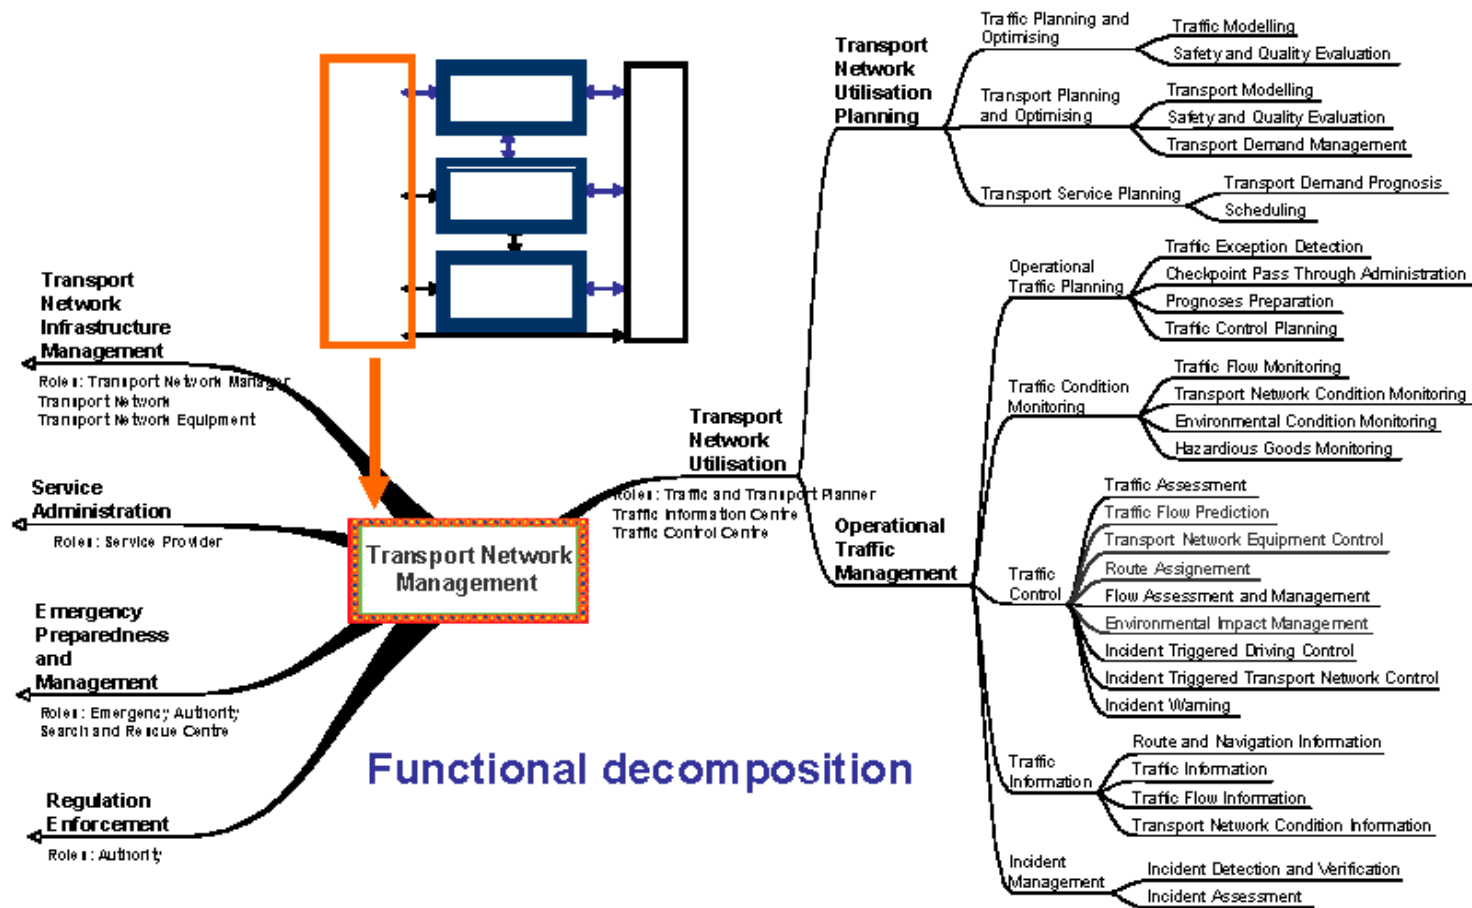 Transport
Network
Infrastructure
Management
Roles: Transport Network Manager
Transport Network
Transport Network Equipment
Service
Administration
Roles: Service Provider
Emergency
Preparedness
and
Management
Roles: Emergency Authority
Search and Rescue Centre
Regulation
Enforcement
Roles: Authority
Transport Network
Management
Functional decomposition
Transport
Network
Utilisation
Roles: Traffic and Transport Planner
Traffic Information Centre
Traffic Control Centre
Transport
Network
Utilisation
Planning
Traffic Planning and
Optimising
Traffic Modelling
Safety and Quality Evaluation
Transport Planning
and Optimising
Transport Modelling
Safety and Quality Evaluation
Transport Demand Management
Transport Service Planning
Transport Demand Prognosis
Scheduling
Operational
Traffic
Management
Operational
Traffic Planning
Traffic Exception Detection
Checkpoint Pass Through Administration
Prognoses Preparation
Traffic Control Planning
Traffic Condition
Monitoring
Traffic Flow Monitoring
Transport Network Condition Monitoring
Environmental Condition Monitoring
Hazardious Goods Monitoring
Traffic
Control
Traffic Assessment
Traffic Flow Prediction
Transport Network Equipment Control
Route Assignement
Flow Assessment and Management
Environmental Impact Management
Incident Triggered Driving Control
Incident Triggered Transport Network Control
Incident Warning
Traffic
Information
Route and Navigation Information
Traffic Information
Traffic Flow Information
Transport Network Condition Information
Incident
Management
Incident Detection and Verification
Incident Assessment